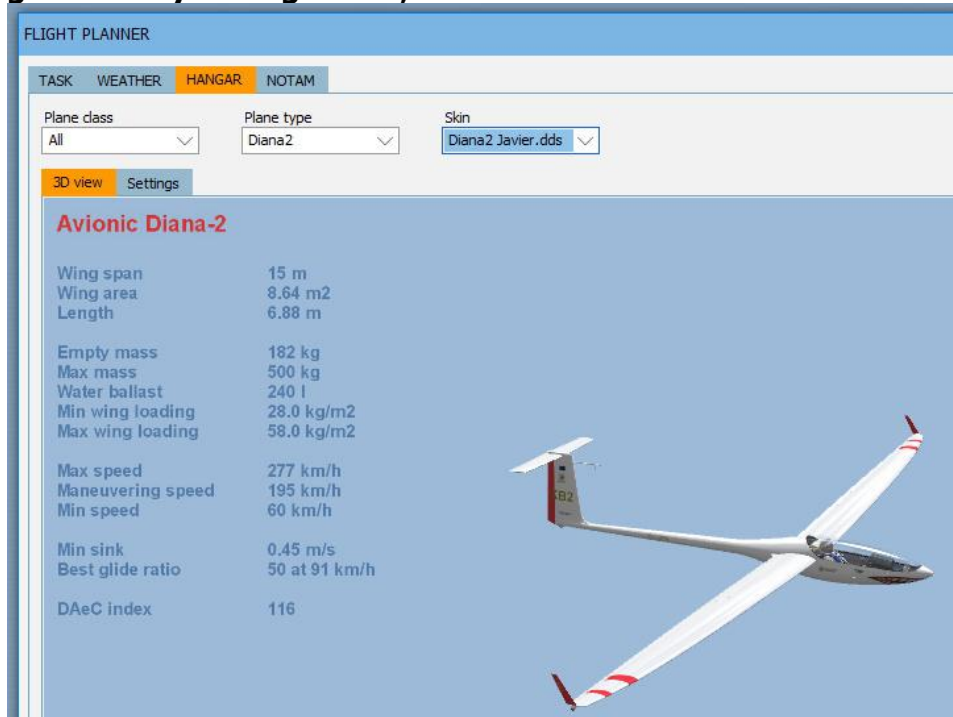 FLIGHT PLANNER
TASK WEATHER HANGAR NOTAM
Plane class Plane type Skin
All Diana2 Diana2 Javier.dds
3D view Settings
Avionic Diana-2
Wing span 15 m
Wing area 8.64 m2
Length 6.88 m
Empty mass 182 kg
Max mass 500 kg
Water ballast 240 l
Min wing loading 28.0 kg/m2
Max wing loading 58.0 kg/m2
Max speed 277 km/h
Maneuvering speed 195 km/h
Min speed 60 km/h
Min sink 0.45 m/s
Best glide ratio 50 at 91 km/h
DAeC index 116